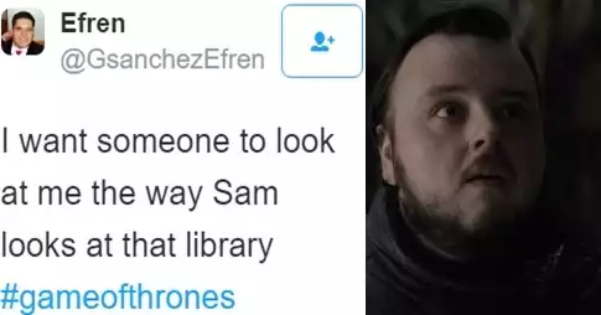 Efren
@GsanchezEfren
I want someone to look
at me the way Sam
looks at that library
#gameofthrones